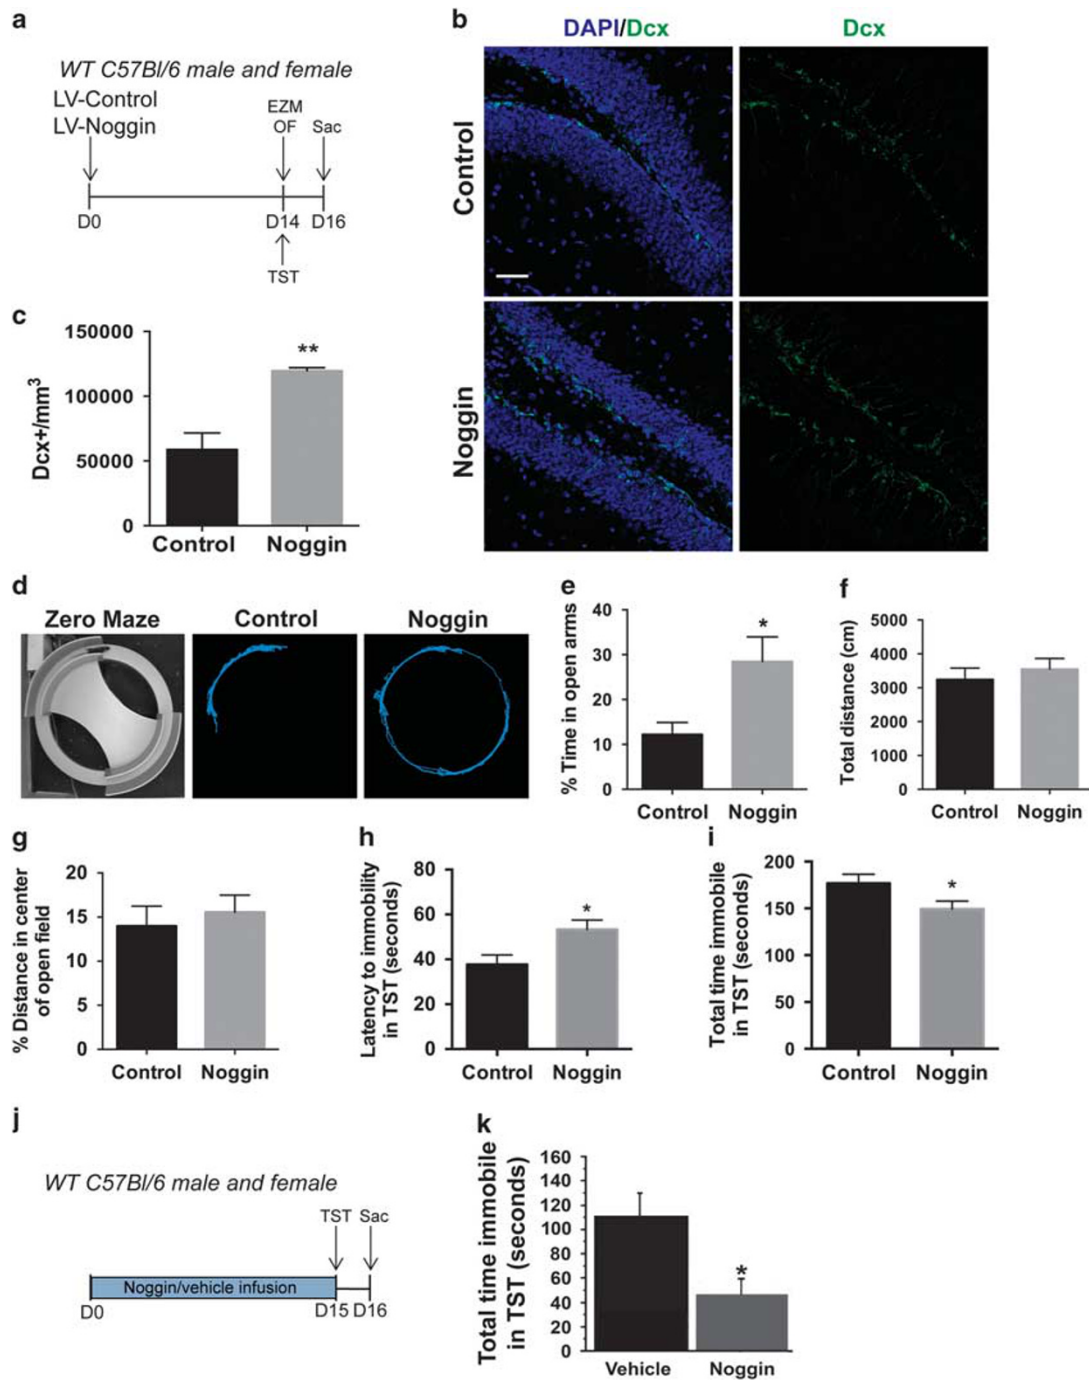 a
WT C57Bl/6 male and female
LV-Control
LV-Noggin
EZM
OF
Sac
D0
D14
D16
TST
b
DAPI/Dcx
Dcx
Control
Noggin
c
Dcx+/mm3
150000
100000
50000
0
**
Control
Noggin
d
Zero Maze
Control
Noggin
e
% Time in open arms
40
30
20
10
0
*
Control
Noggin
f
Total distance (cm)
5000
4000
3000
2000
1000
0
Control
Noggin
g
% Distance in center
of open field
20
15
10
5
0
Control
Noggin
h
Latency to immobility
in TST (seconds)
80
60
40
20
0
*
Control
Noggin
i
Total time immobile
in TST (seconds)
200
150
100
50
0
*
Control
Noggin
j
WT C57Bl/6 male and female
TST
Sac
Noggin/vehicle infusion
D0
D15
D16
k
Total time immobile
in TST (seconds)
160
140
120
100
80
60
40
20
0
*
Vehicle
Noggin